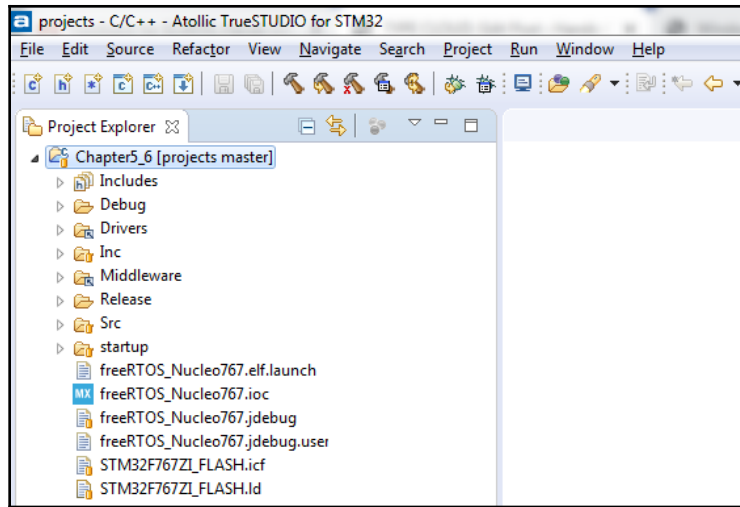 projects - C/C++ - Atollic TrueSTUDIO for STM32
File Edit Source Refactor View Navigate Search Project Run Window Help
Project Explorer
Chapter5_6 [projects master]
Includes
Debug
Drivers
Inc
Middleware
Release
Src
startup
freeRTOS_Nucleo767.elf.launch
MX freeRTOS_Nucleo767.ioc
freeRTOS_Nucleo767.jdebug
freeRTOS_Nucleo767.jdebug.user
STM32F767ZI_FLASH.icf
STM32F767ZI_FLASH.ld